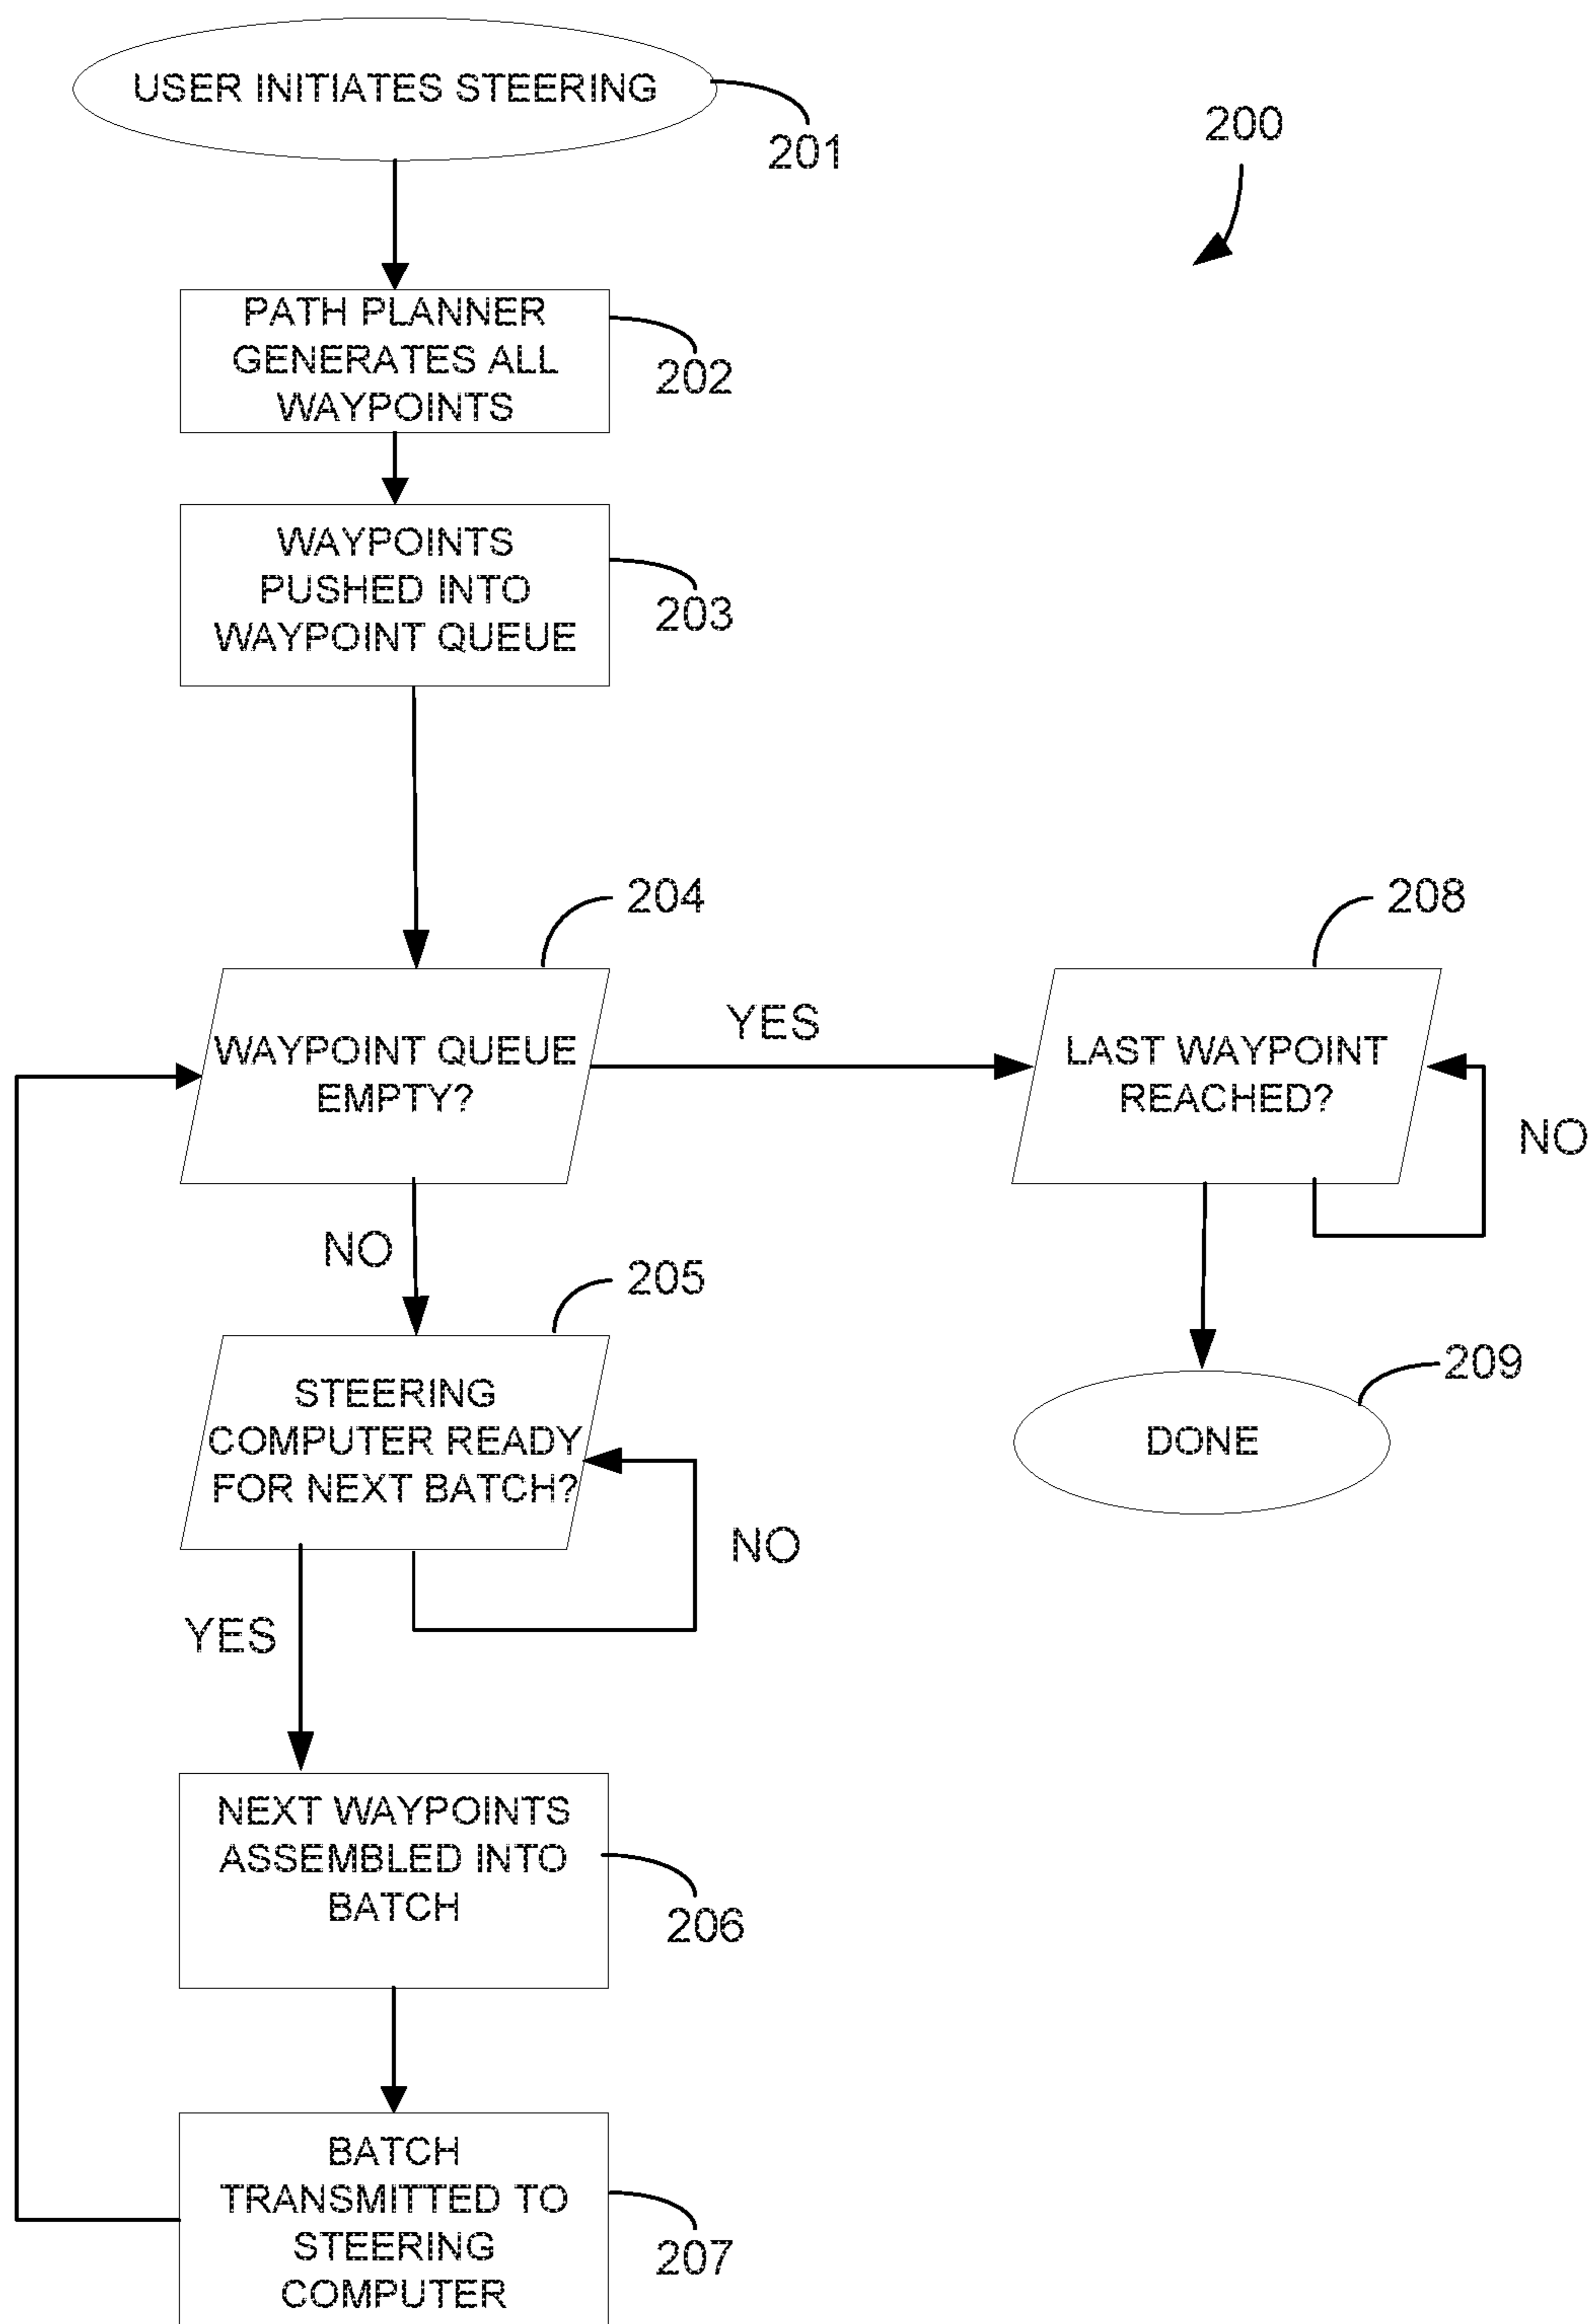 USER INITIATES STEERING
201
200
PATH PLANNER
GENERATES ALL
WAYPOINTS
202
WAYPOINTS
PUSHED INTO
WAYPOINT QUEUE
203
204
208
WAYPOINT QUEUE
EMPTY?
YES
LAST WAYPOINT
REACHED?
NO
NO
205
STEERING
COMPUTER READY
FOR NEXT BATCH?
209
DONE
NO
YES
NEXT WAYPOINTS
ASSEMBLED INTO
BATCH
206
BATCH
TRANSMITTED TO
STEERING
COMPUTER
207